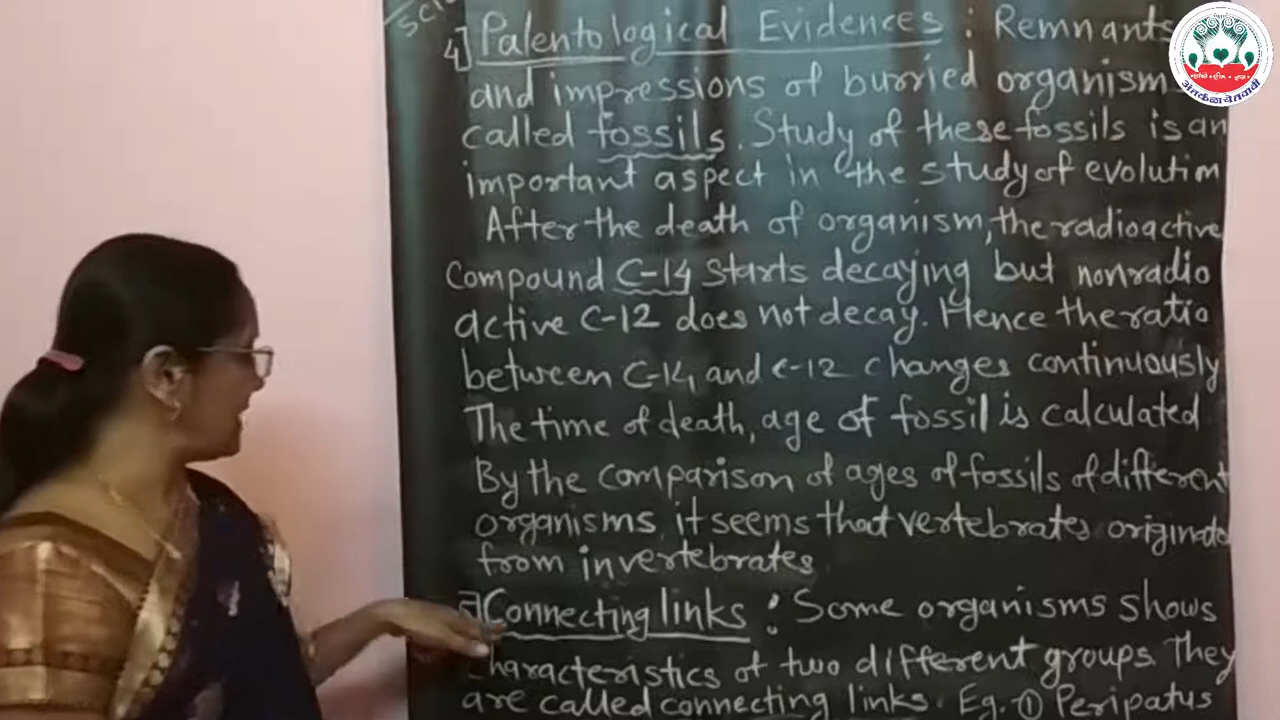 Sci
4] Palentological Evidences : Remnants
and impressions of burried organism
called fossils. Study of these fossils is an
important aspect in the study of evolution
After the death of organism, the radioactive
Compound C-14 starts decaying but nonradio
active C-12 does not decay. Hence the ratio
between C-14 and C-12 changes continuously
The time of death, age of fossil is calculated
By the comparison of ages of fossils of different
organisms, it seems that vertebrates originated
from invertebrates
Connecting links : Some organisms shows
characteristics of two different groups. They
are called connecting links. Eg. ① Peripatus